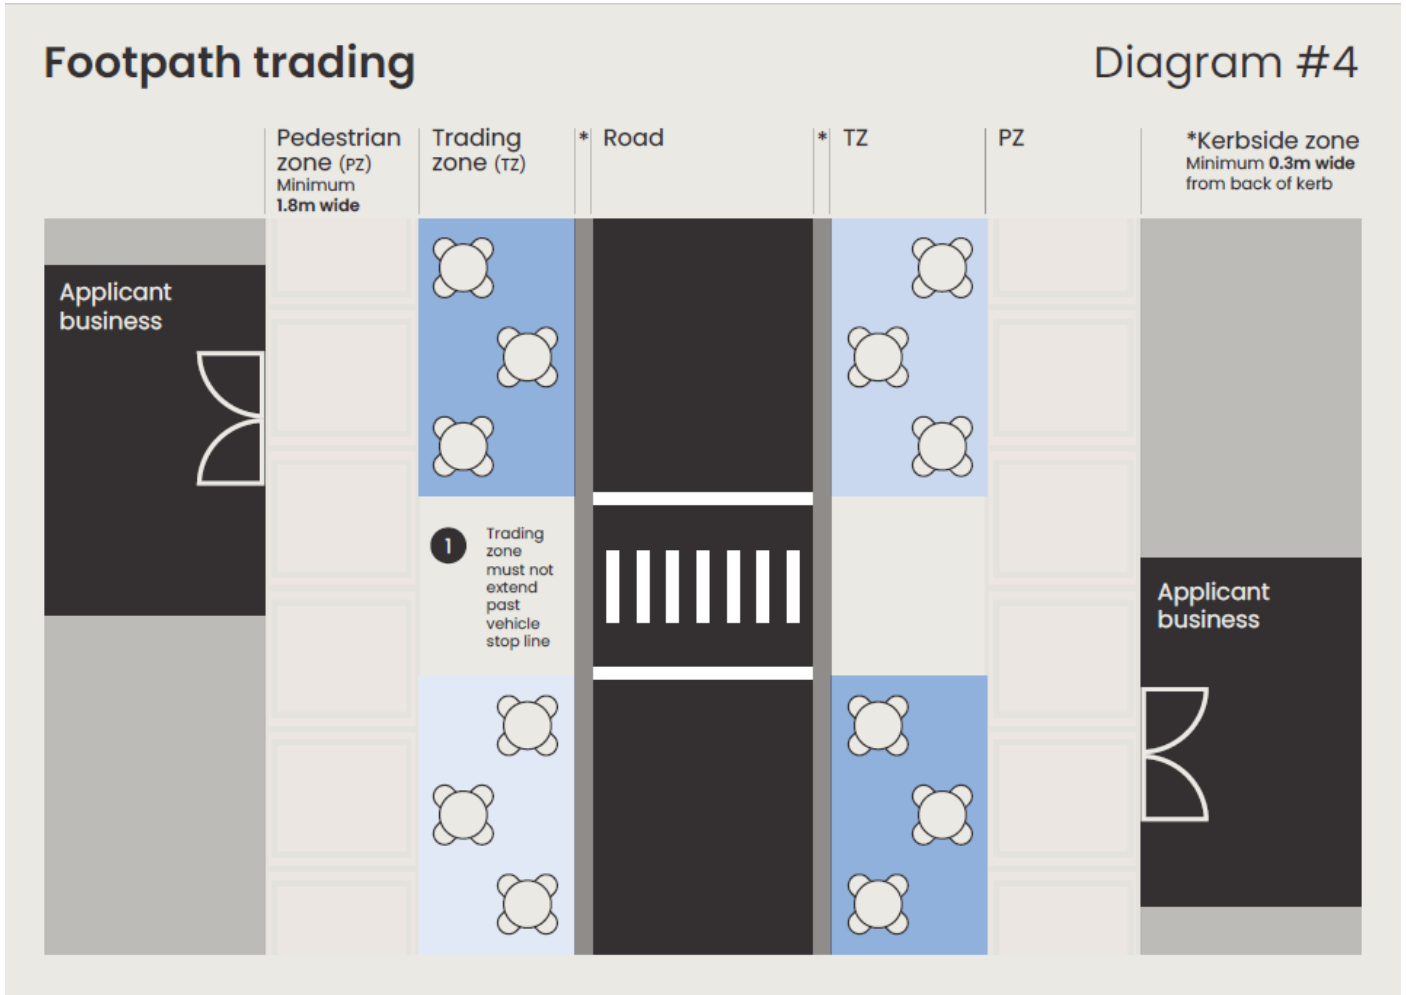 Footpath trading
Diagram #4
Pedestrian
zone (PZ)
Minimum
1.8m wide
Trading
zone (TZ)
*
Road
*
TZ
PZ
*Kerbside zone
Minimum 0.3m wide
from back of kerb
Applicant
business
1
Trading
zone
must not
extend
past
vehicle
stop line
Applicant
business